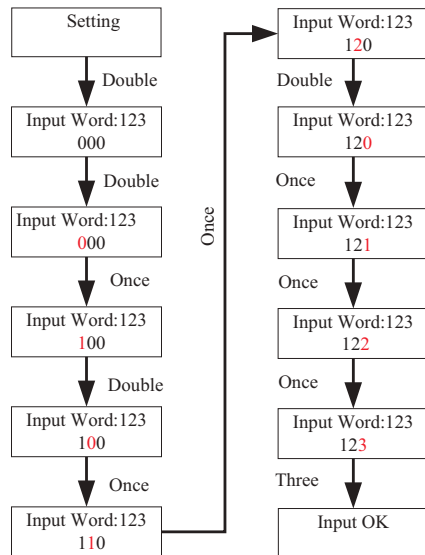 Setting
Double
Input Word:123
000
Double
Input Word:123
000
Once
Input Word:123
100
Double
Input Word:123
100
Once
Input Word:123
110
Once
Input Word:123
120
Double
Input Word:123
120
Once
Input Word:123
121
Once
Input Word:123
122
Once
Input Word:123
123
Three
Input OK